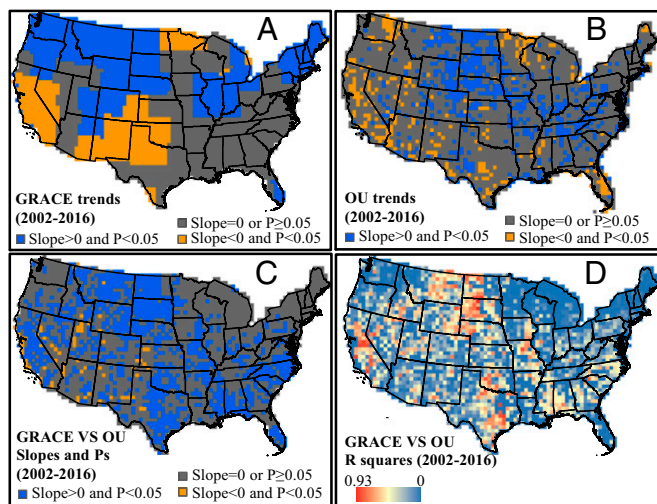 A
GRACE trends
(2002-2016)
Slope=0 or P≥0.05
Slope>0 and P<0.05
Slope<0 and P<0.05
B
OU trends
(2002-2016)
Slope=0 or P≥0.05
Slope>0 and P<0.05
Slope<0 and P<0.05
C
GRACE VS OU
Slopes and Ps
(2002-2016)
Slope=0 or P≥0.05
Slope>0 and P<0.05
Slope<0 and P<0.05
D
GRACE VS OU
R squares (2002-2016)
0.93 0